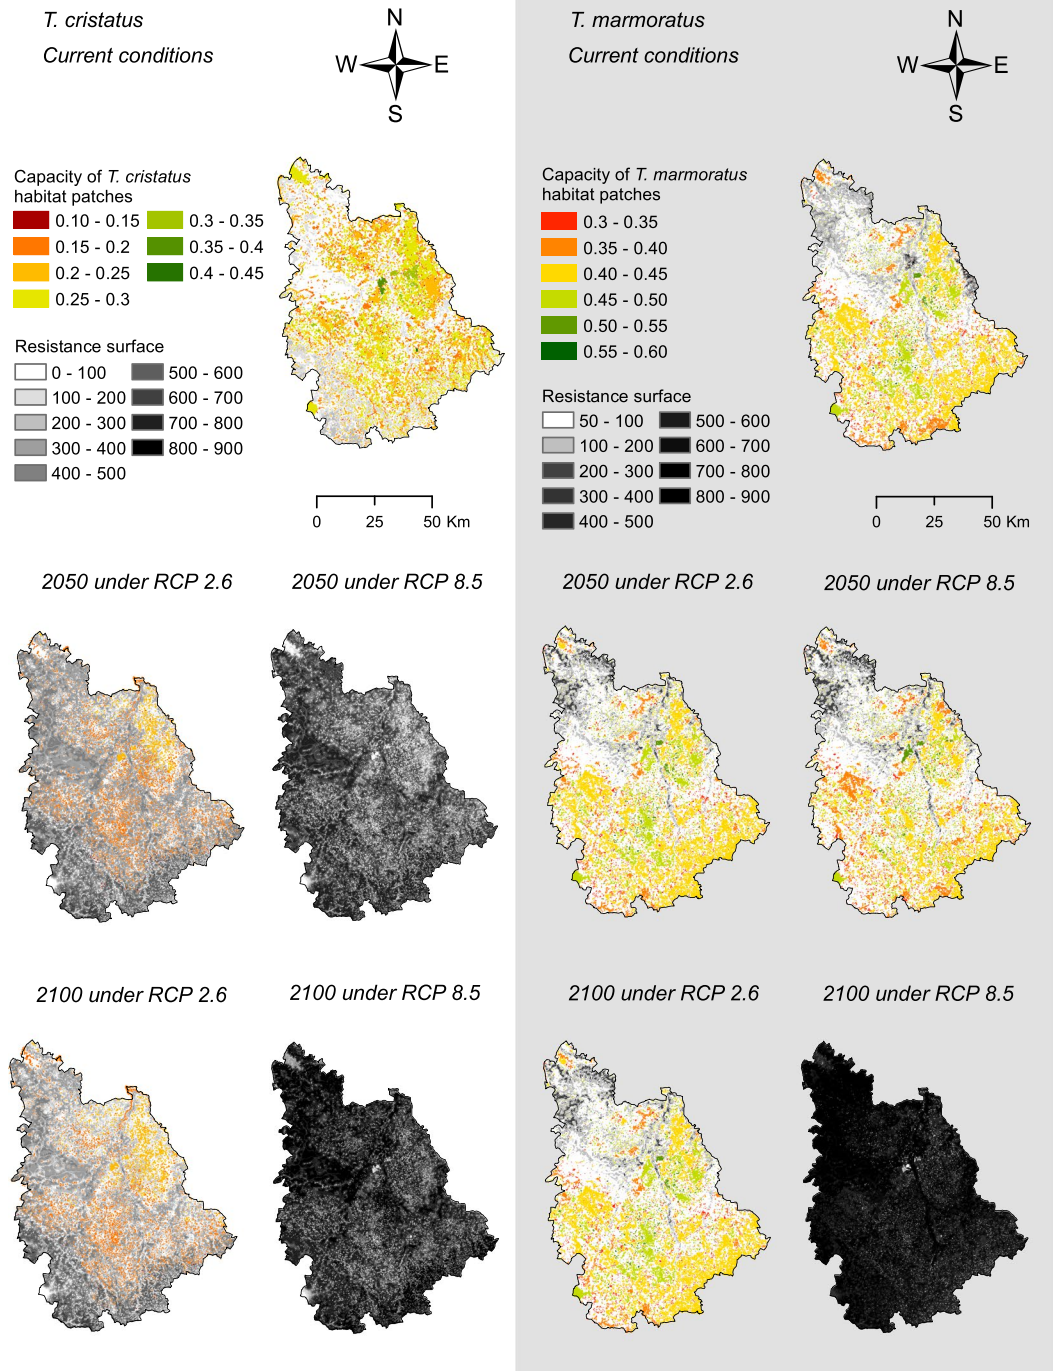 T. cristatus
Current conditions
N
W E
S
Capacity of T. cristatus
habitat patches
0.10 - 0.15 0.3 - 0.35
0.15 - 0.2 0.35 - 0.4
0.2 - 0.25 0.4 - 0.45
0.25 - 0.3
Resistance surface
0 - 100 500 - 600
100 - 200 600 - 700
200 - 300 700 - 800
300 - 400 800 - 900
400 - 500
0 25 50 Km
T. marmoratus
Current conditions
N
W E
S
Capacity of T. marmoratus
habitat patches
0.3 - 0.35
0.35 - 0.40
0.40 - 0.45
0.45 - 0.50
0.50 - 0.55
0.55 - 0.60
Resistance surface
50 - 100 500 - 600
100 - 200 600 - 700
200 - 300 700 - 800
300 - 400 800 - 900
400 - 500
0 25 50 Km
2050 under RCP 2.6 2050 under RCP 8.5
2050 under RCP 2.6 2050 under RCP 8.5
2100 under RCP 2.6 2100 under RCP 8.5
2100 under RCP 2.6 2100 under RCP 8.5